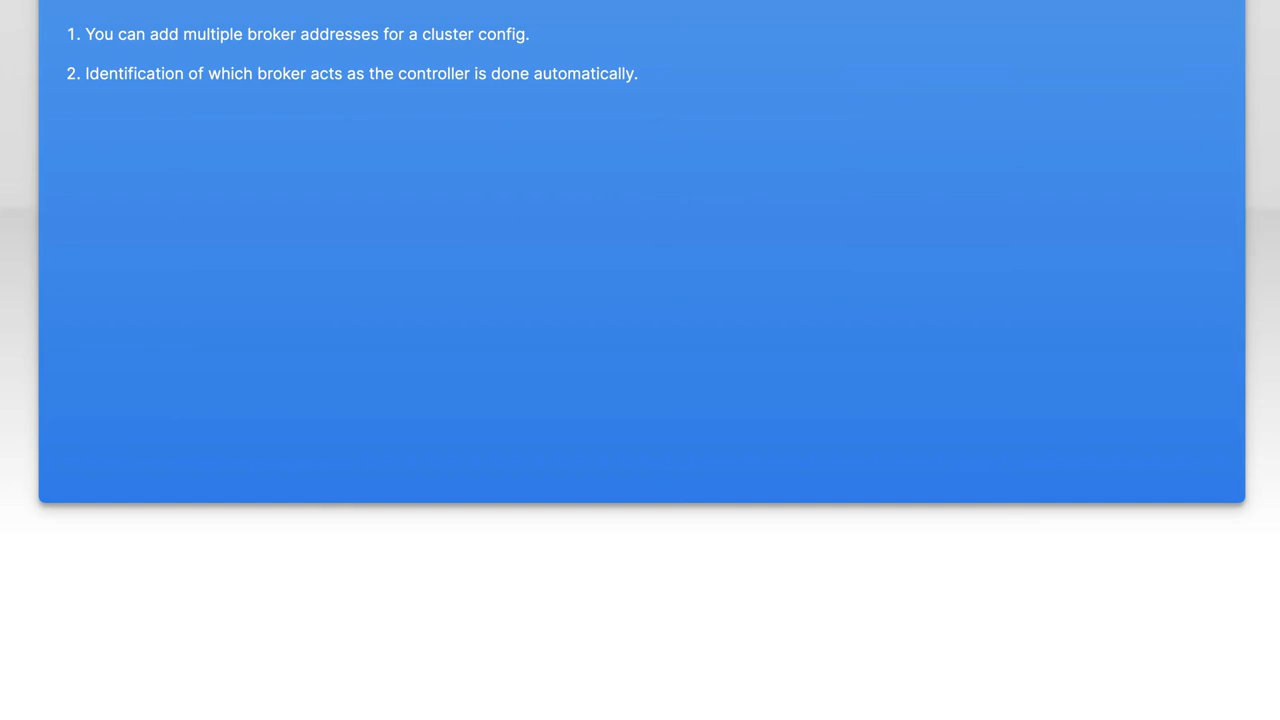 1. You can add multiple broker addresses for a cluster config.
2. Identification of which broker acts as the controller is done automatically.